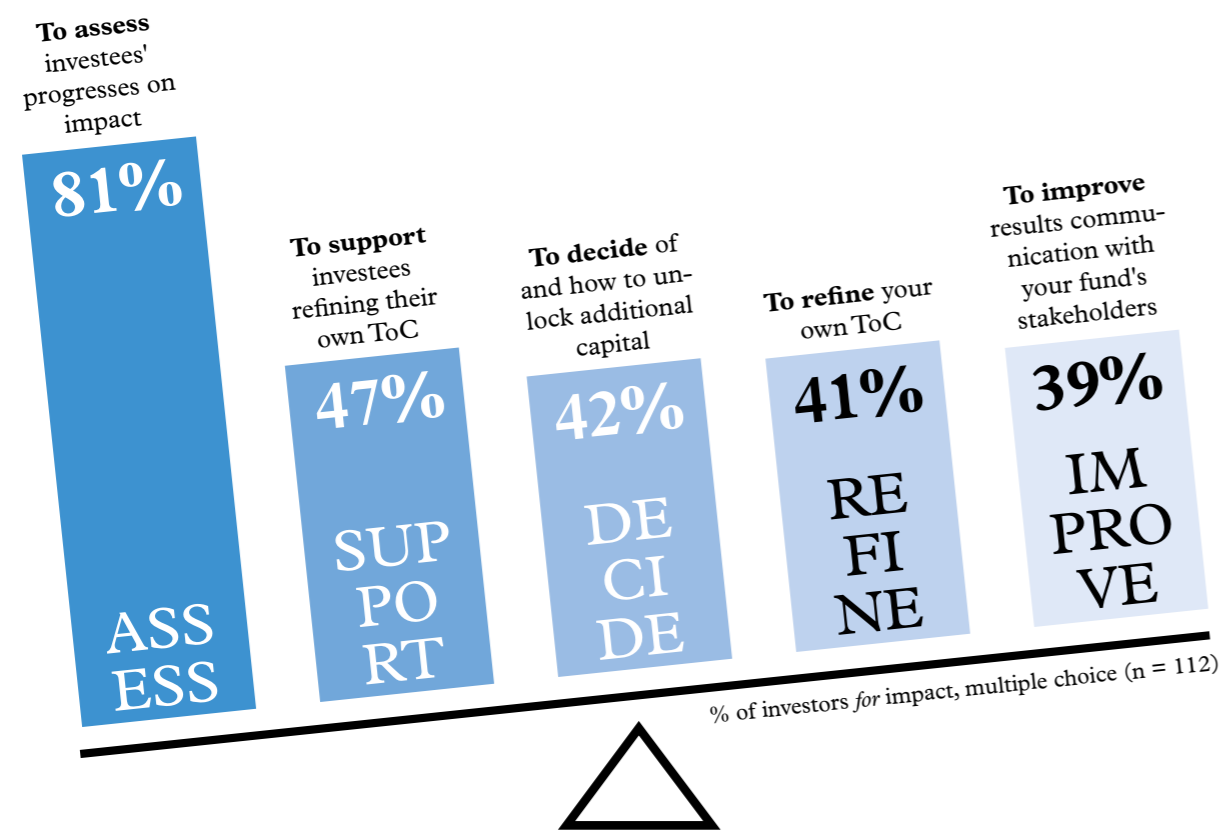 To assess
investees'
progresses on
impact
81%
ASS
ESS
To support
investees
refining their
own ToC
47%
SUP
PO
RT
To decide of
and how to un-
lock additional
capital
42%
DE
CI
DE
To refine your
own ToC
41%
RE
FI
NE
To improve
results commu-
nication with
your fund's
stakeholders
39%
IM
PRO
VE
% of investors for impact, multiple choice (n = 112)